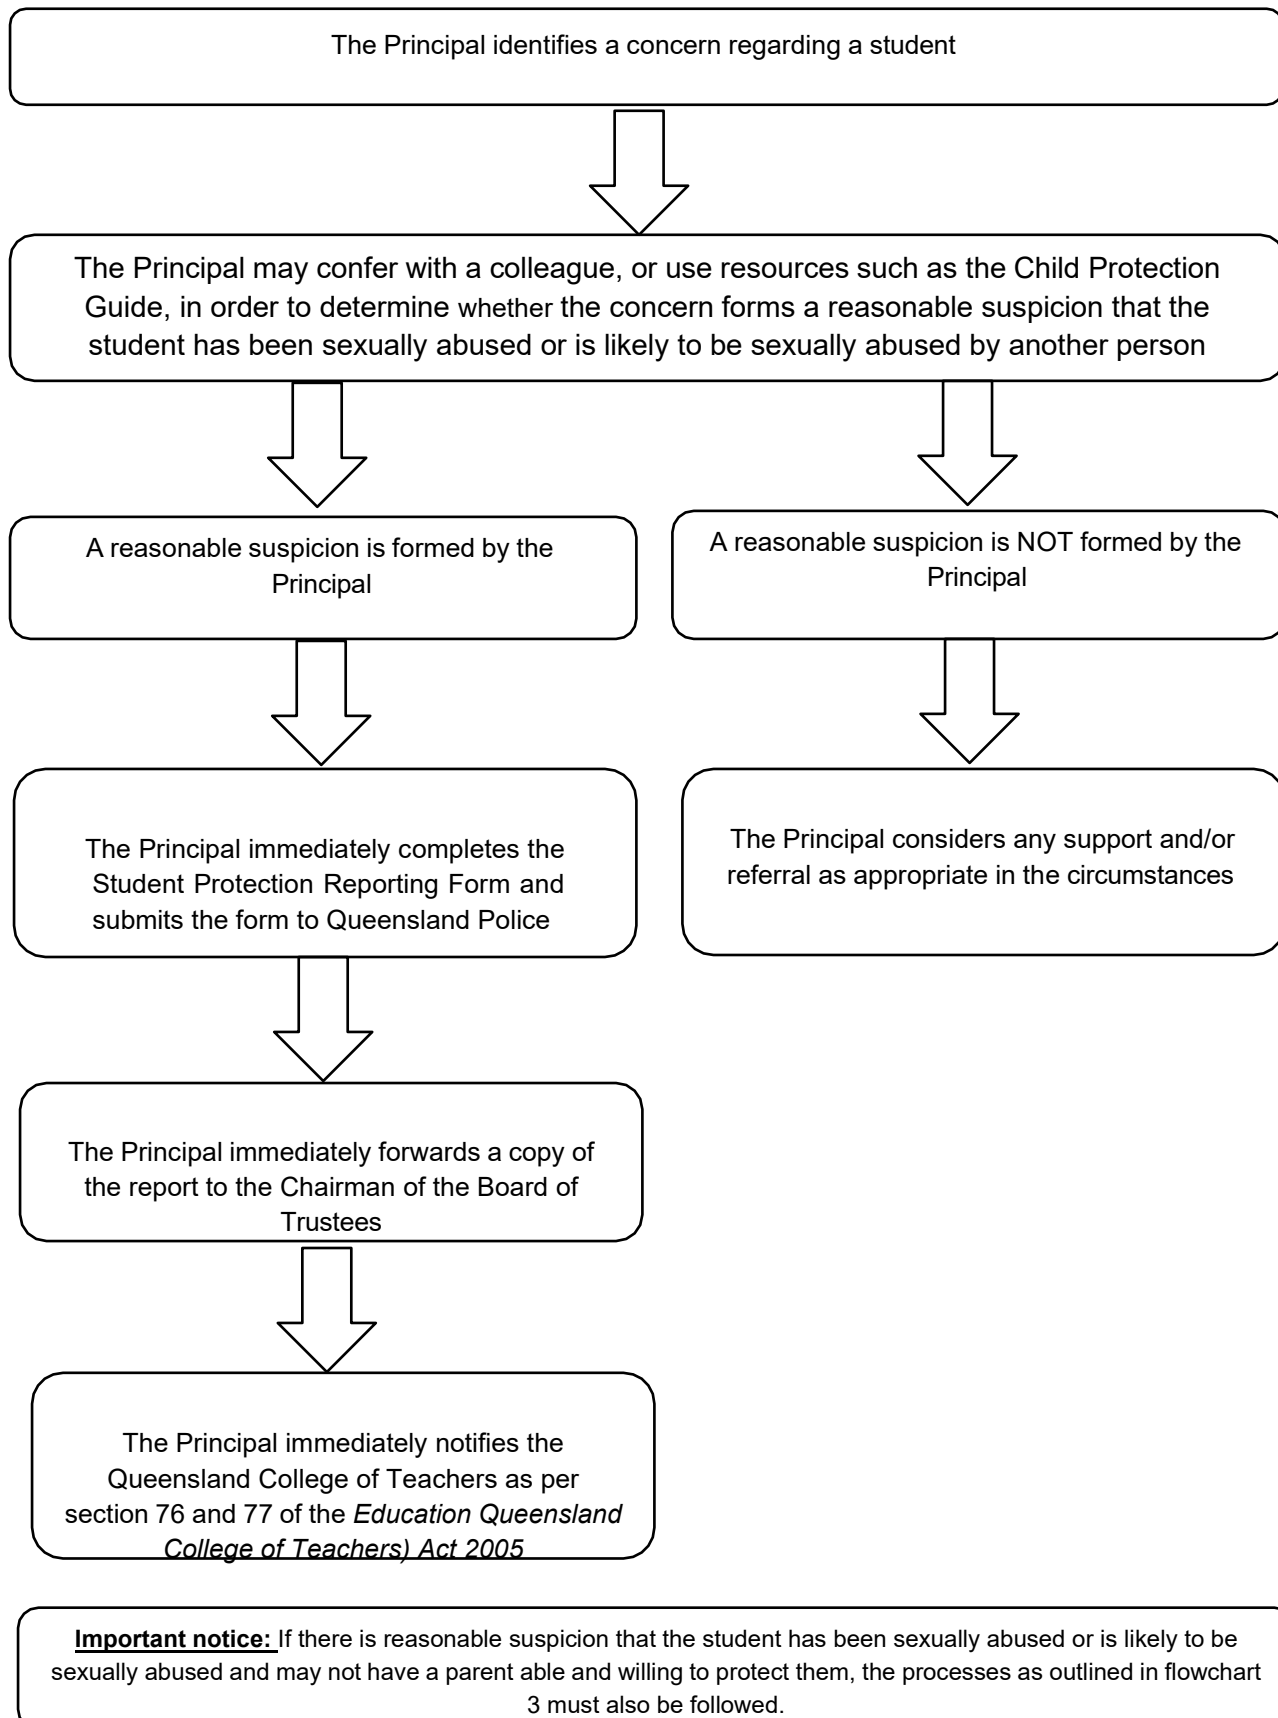 The Principal identifies a concern regarding a student
The Principal may confer with a colleague, or use resources such as the Child Protection
Guide, in order to determine whether the concern forms a reasonable suspicion that the
student has been sexually abused or is likely to be sexually abused by another person
A reasonable suspicion is formed by the
Principal
A reasonable suspicion is NOT formed by the
Principal
The Principal immediately completes the
Student Protection Reporting Form and
submits the form to Queensland Police
The Principal considers any support and/or
referral as appropriate in the circumstances
The Principal immediately forwards a copy of
the report to the Chairman of the Board of
Trustees
The Principal immediately notifies the
Queensland College of Teachers as per
section 76 and 77 of the Education Queensland
College of Teachers) Act 2005
Important notice: If there is reasonable suspicion that the student has been sexually abused or is likely to be
sexually abused and may not have a parent able and willing to protect them, the processes as outlined in flowchart
3 must also be followed.